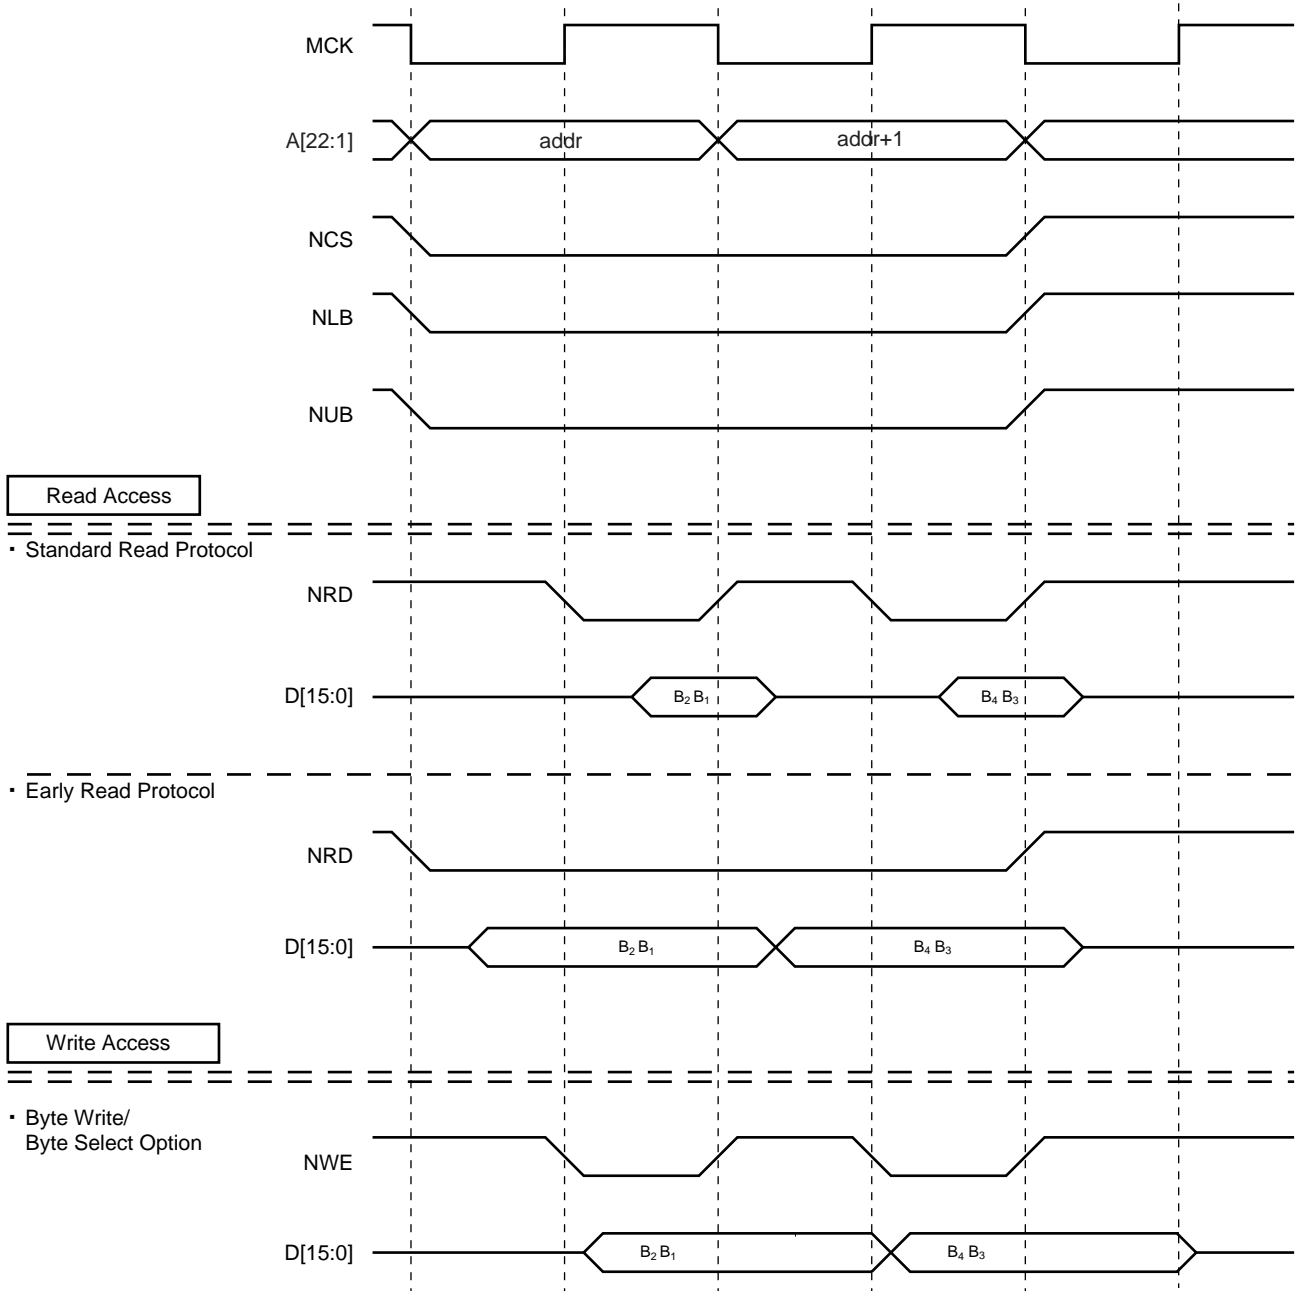 MCK
A[22:1] addr addr+1
NCS
NLB
NUB
Read Access
· Standard Read Protocol
NRD
D[15:0] B₂ B₁ B₄ B₃
· Early Read Protocol
NRD
D[15:0] B₂ B₁ B₄ B₃
Write Access
· Byte Write/
Byte Select Option
NWE
D[15:0] B₂ B₁ B₄ B₃